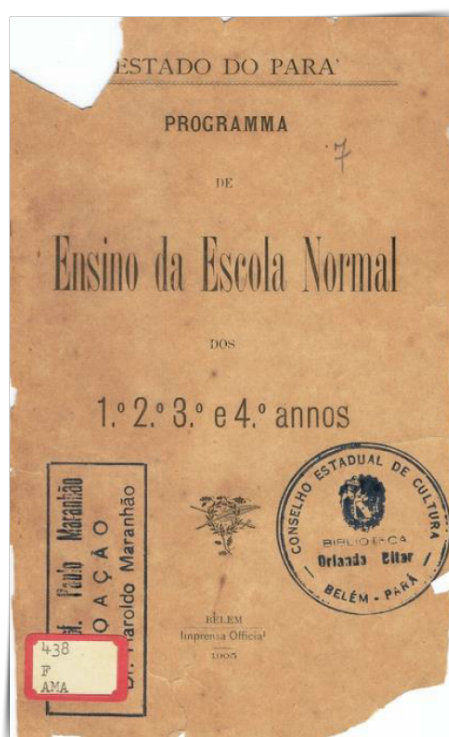 ESTADO DO PARA'
PROGRAMMA
7
DE
Ensino da Escola Normal
DOS
1.º 2.º 3.º e 4.º annos
CONSELHO ESTADUAL DE CULTURA
BIBLIOTECA
Orlando Bitar
BELÉM - PARÁ
Paulo Maranhão
Haroldo Maranhão
438
F
AMA
BELEM
Imprensa Official
1905